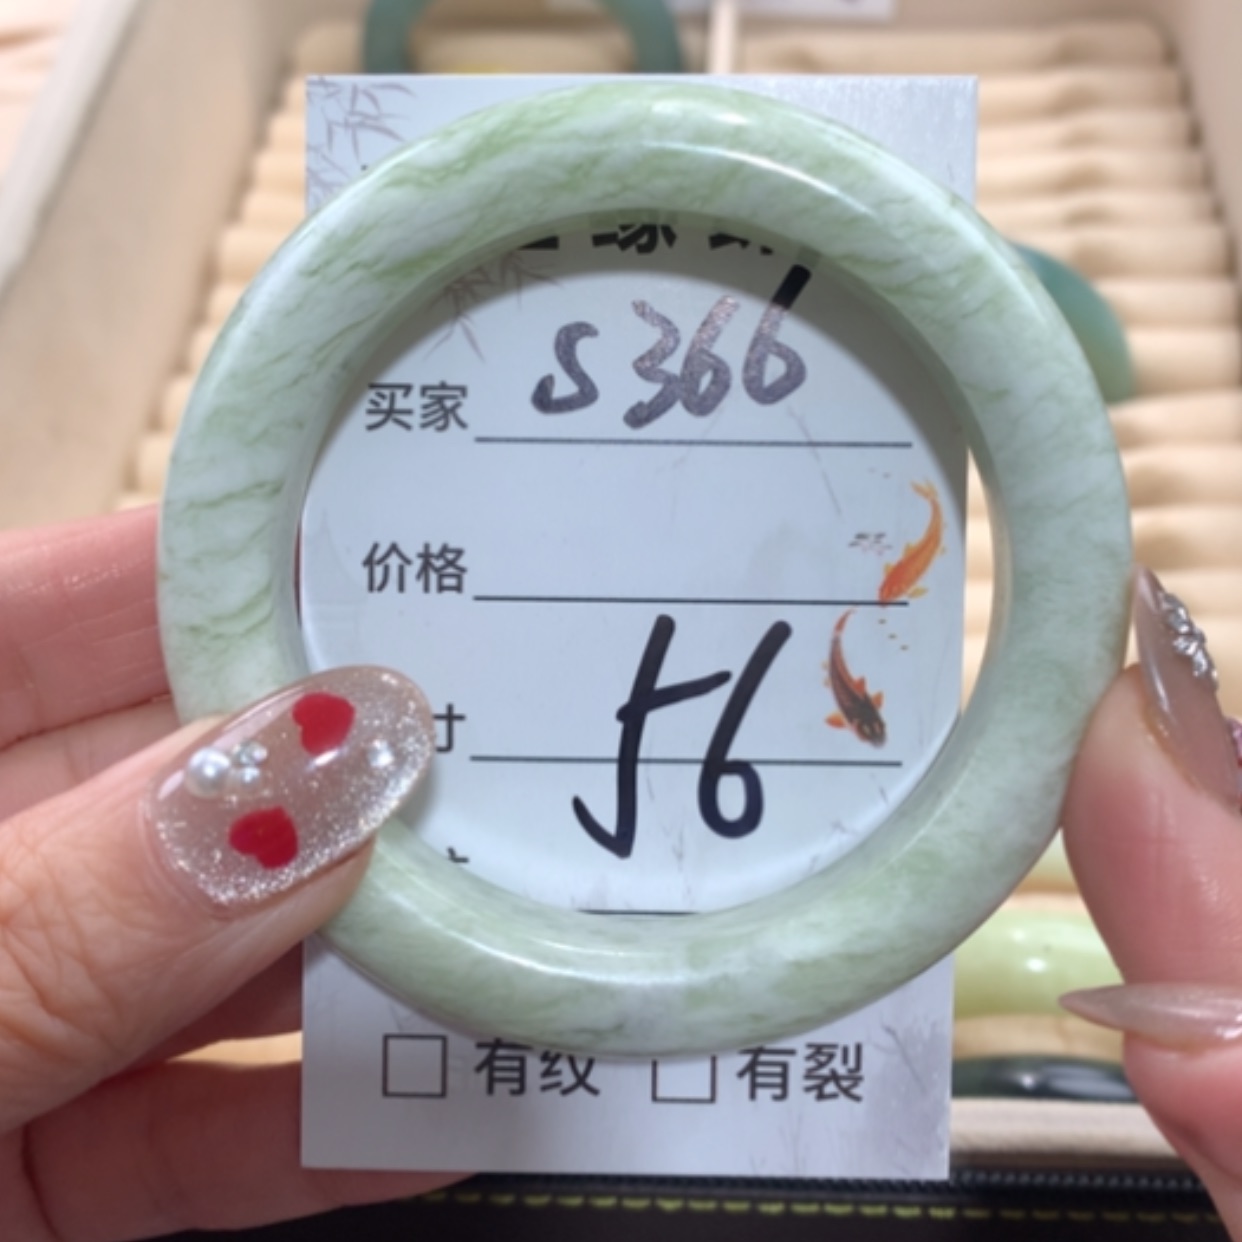 买家 S366
价格
寸 56
有纹 有裂